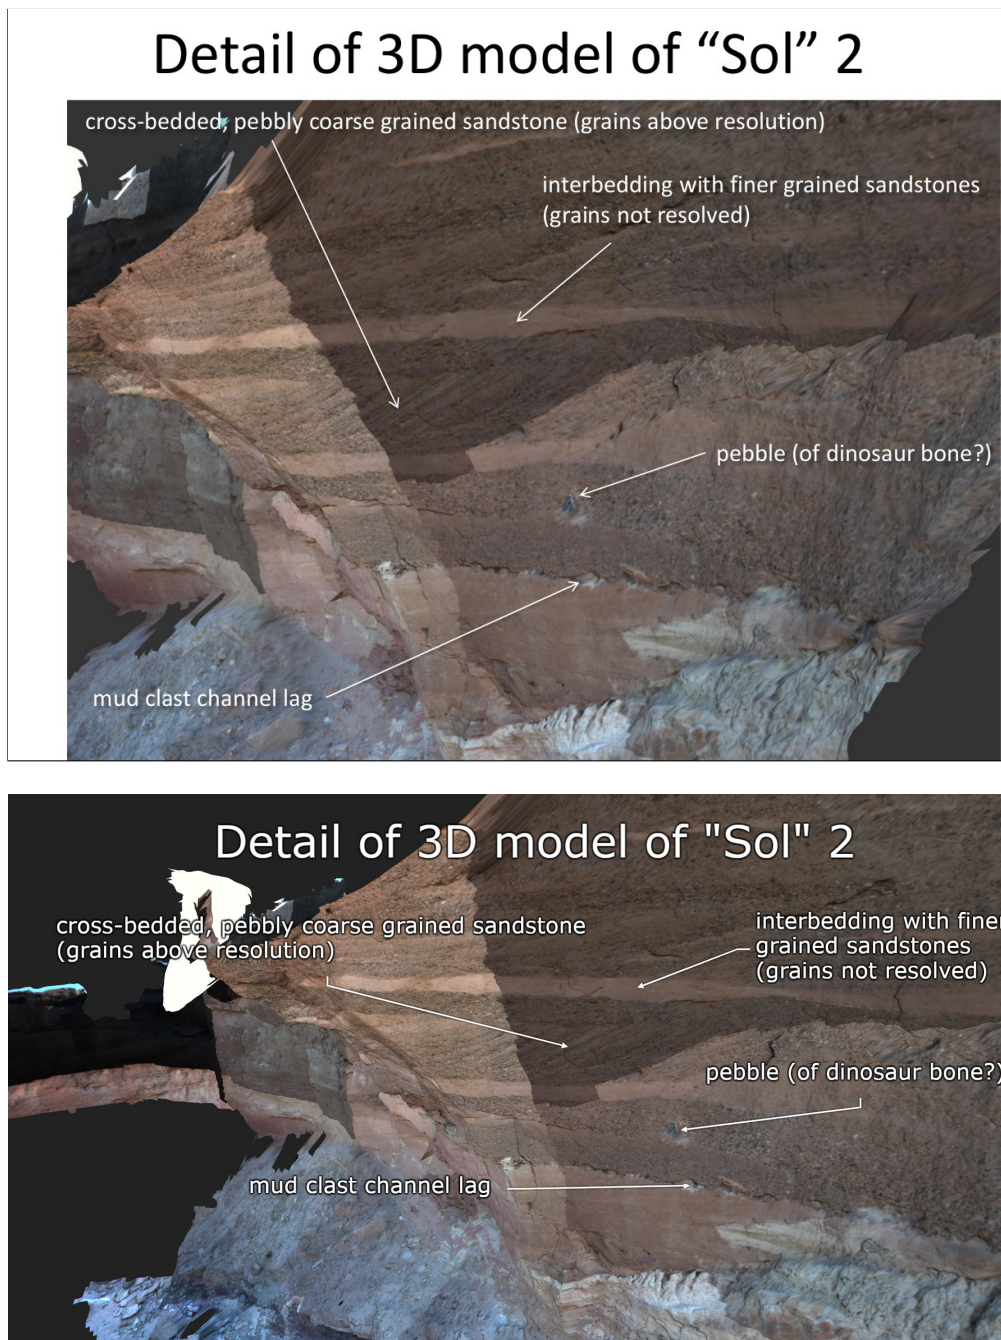 Detail of 3D model of “Sol” 2
cross-bedded, pebbly coarse grained sandstone (grains above resolution)
interbedding with finer grained sandstones
(grains not resolved)
pebble (of dinosaur bone?)
mud clast channel lag
Detail of 3D model of "Sol" 2
cross-bedded, pebbly coarse grained sandstone
(grains above resolution)
interbedding with finer
grained sandstones
(grains not resolved)
pebble (of dinosaur bone?)
mud clast channel lag